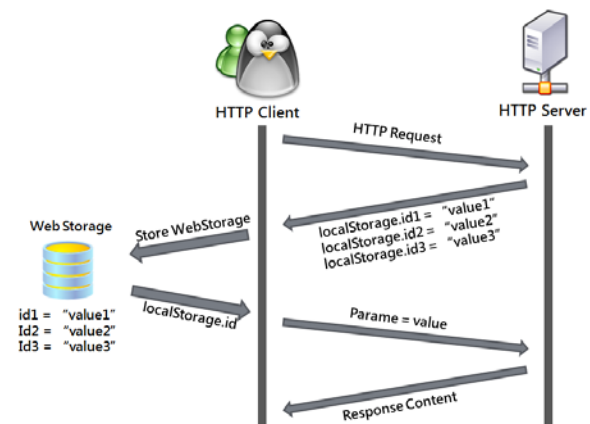 HTTP Client
HTTP Server
HTTP Request
localStorage.id1 = "value1"
localStorage.id2 = "value2"
localStorage.id3 = "value3"
Store WebStorage
Web Storage
id1 = "value1"
Id2 = "value2"
Id3 = "value3"
localStorage.id
Parame = value
Response Content